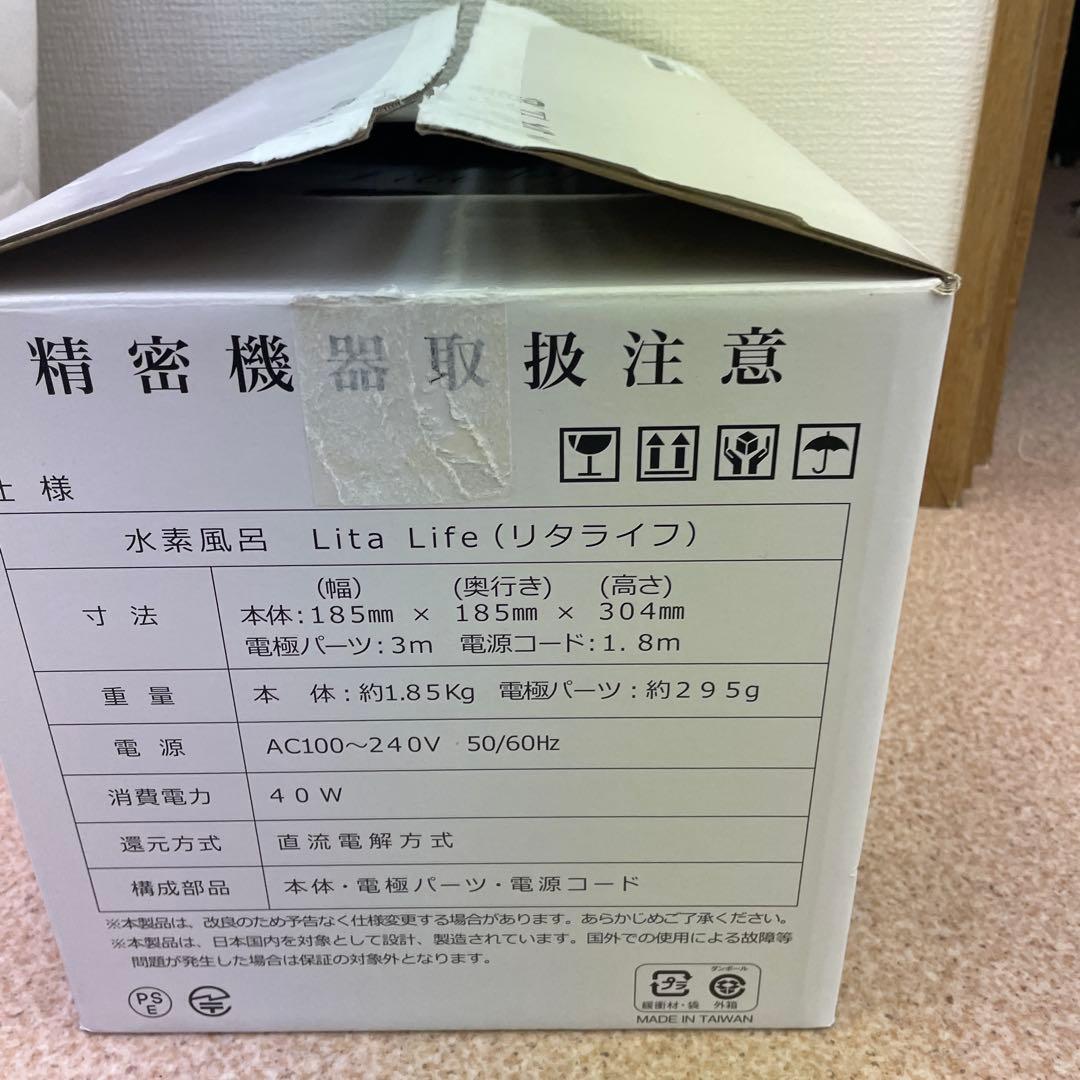 精密機器取扱注意
仕様
水素風呂 Lita Life(リタライフ)
寸法
(幅) (奥行き) (高さ)
本体:185㎜ × 185㎜ × 304㎜
電極パーツ:3m 電源コード:1.8m
重量 本 体:約1.85Kg 電極パーツ:約295g
電源 AC100～240V 50/60Hz
消費電力 40W
還元方式 直流電解方式
構成部品 本体・電極パーツ・電源コード
※本製品は、改良のため予告なく仕様変更する場合があります。あらかじめご了承ください。
※本製品は、日本国内を対象として設計、製造されています。国外での使用による故障等
問題が発生した場合は保証の対象外となります。
PS
E
プラ
緩衝材・袋
ダンボール
外箱
MADE IN TAIWAN